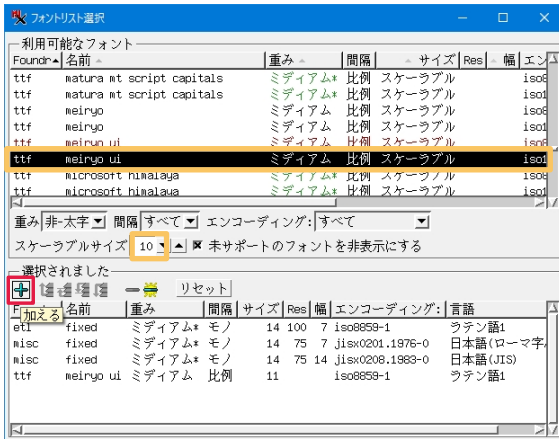 フォントリスト選択
利用可能なフォント
Foundr 名前 重み 間隔 サイズ Res 幅 エン
ttf matura mt script capitals ミディアム* 比例 スケーラブル iso8
ttf matura mt script capitals ミディアム* 比例 スケーラブル iso1
ttf meiryo ミディアム 比例 スケーラブル iso8
ttf meiryo ミディアム 比例 スケーラブル iso1
ttf meiryo ui ミディアム 比例 スケーラブル iso8
ttf meiryo ui ミディアム 比例 スケーラブル iso1
ttf microsoft himalaya ミディアム* 比例 スケーラブル iso8
ttf microsoft himalaya ミディアム* 比例 スケーラブル iso1
重み 非-太字 間隔 すべて エンコーディング: すべて
スケーラブルサイズ 10 未サポートのフォントを非表示にする
選択されました
リセット
加える
名前 重み 間隔 サイズ Res 幅 エンコーディング: 言語
etl fixed ミディアム* モノ 14 100 7 iso8859-1 ラテン語1
misc fixed ミディアム* モノ 14 75 7 jisx0201.1976-0 日本語(ローマ字/
misc fixed ミディアム* モノ 14 75 14 jisx0208.1983-0 日本語(JIS)
ttf meiryo ui ミディアム 比例 11 iso8859-1 ラテン語1